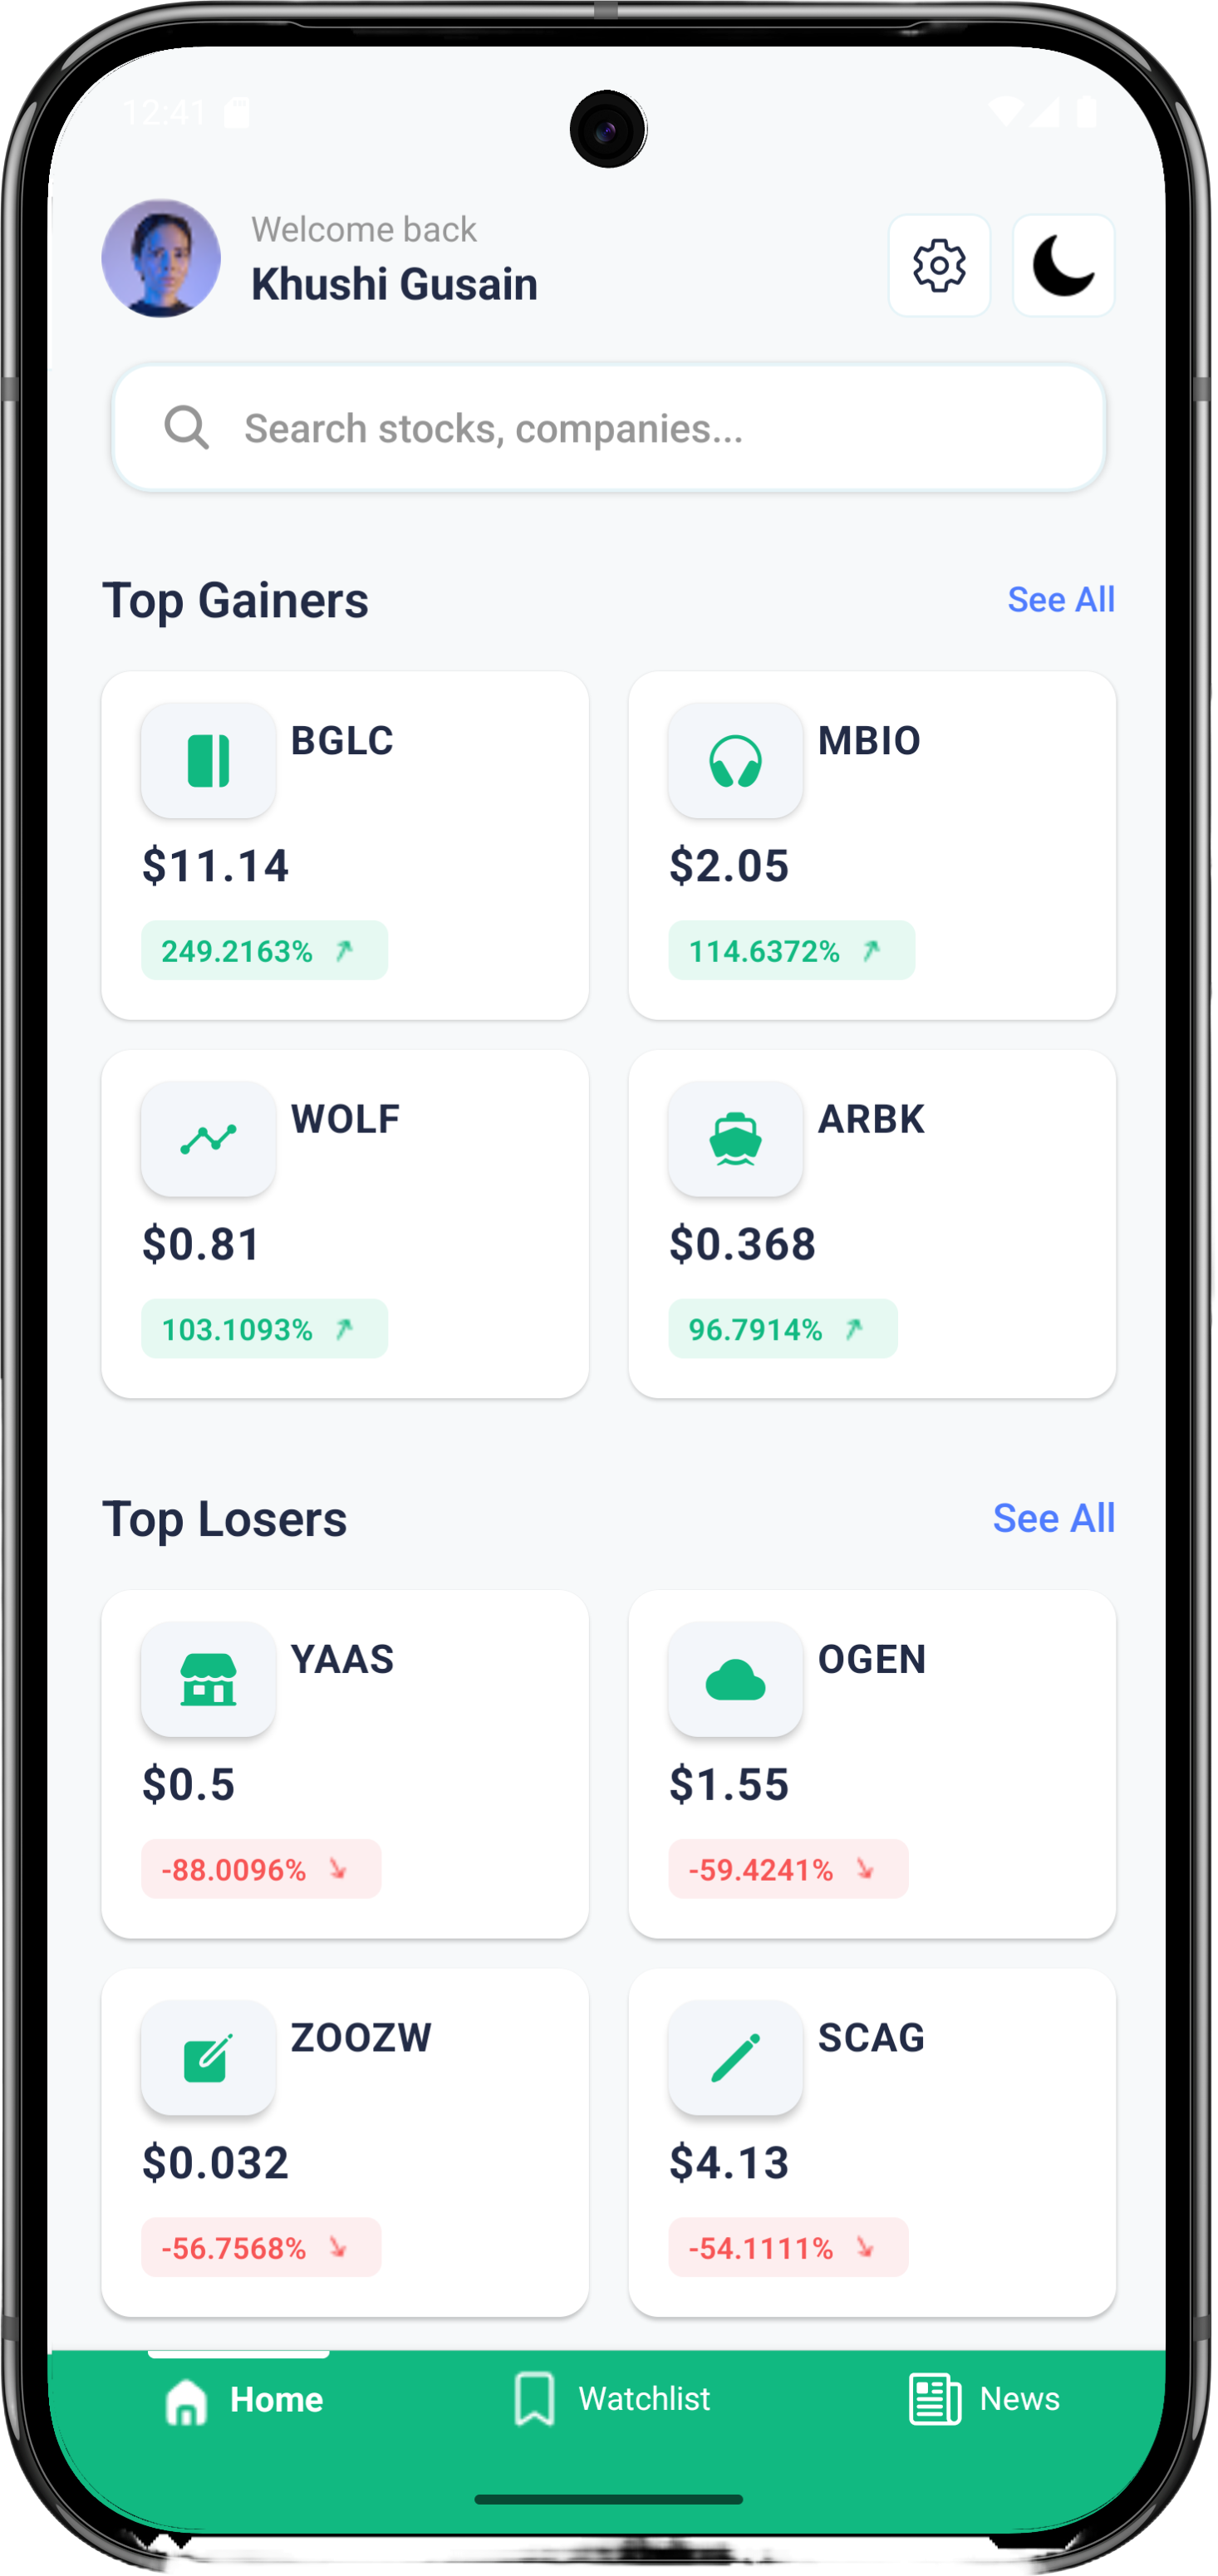 12:41
Welcome back
Khushi Gusain
Search stocks, companies...
Top Gainers See All
BGLC MBIO
$11.14 $2.05
249.2163% 114.6372%
WOLF ARBK
$0.81 $0.368
103.1093% 96.7914%
Top Losers See All
YAAS OGEN
$0.5 $1.55
-88.0096% -59.4241%
ZOOZW SCAG
$0.032 $4.13
-56.7568% -54.1111%
Home Watchlist News